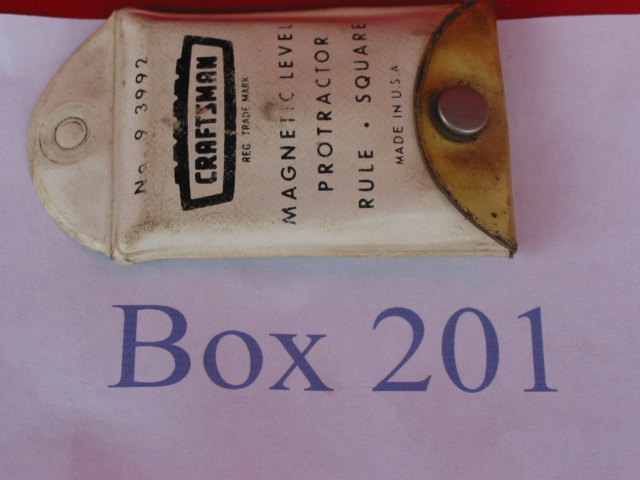 No. 9 3992
CRAFTSMAN
REG. TRADE MARK
MAGNETIC LEVEL
PROTRACTOR
RULE • SQUARE
MADE IN U.S.A.
Box 201